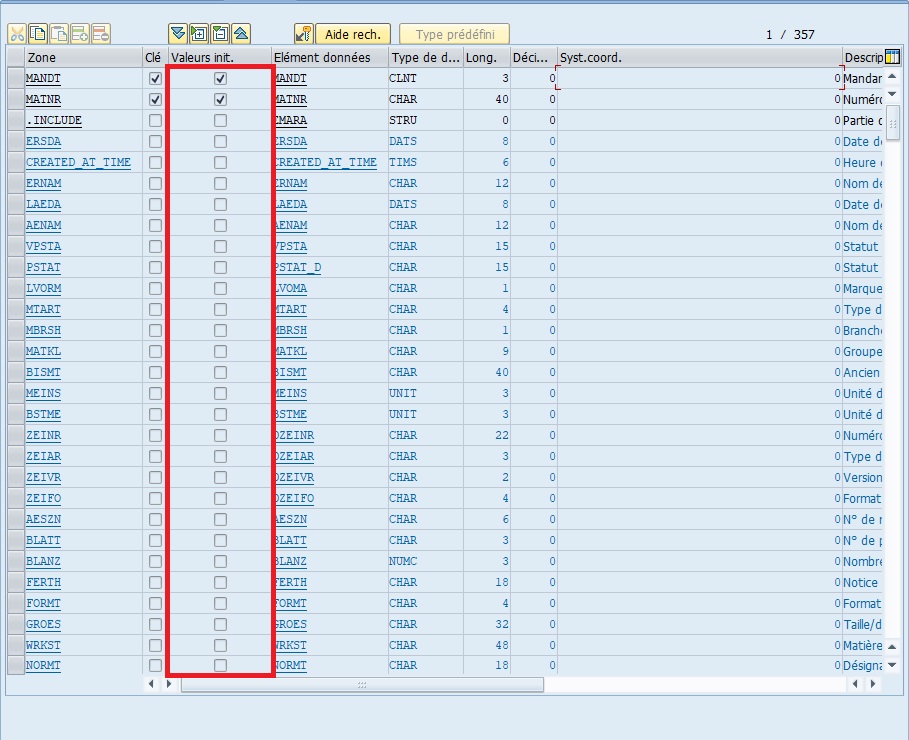 Aide rech. Type prédéfini 1 / 357
Zone Clé Valeurs init. Elément données Type de d... Long. Déci... Syst.coord. Descrip
MANDT MANDT CLNT 3 0 0 Mandan
MATNR MATNR CHAR 40 0 0 Numéro
.INCLUDE EMARA STRU 0 0 0 Partie d
ERSDA ERSDA DATS 8 0 0 Date de
CREATED_AT_TIME CREATED_AT_TIME TIMS 6 0 0 Heure
ERNAM ERNAM CHAR 12 0 0 Nom de
LAEDA LAEDA DATS 8 0 0 Date de
AENAM AENAM CHAR 12 0 0 Nom de
VPSTA VPSTA CHAR 15 0 0 Statut
PSTAT PSTAT_D CHAR 15 0 0 Statut
LVORM LVOMA CHAR 1 0 0 Marque
MTART MTART CHAR 4 0 0 Type d
MBRSH MBRSH CHAR 1 0 0 Branche
MATKL MATKL CHAR 9 0 0 Groupe
BISMT BISMT CHAR 40 0 0 Ancien
MEINS MEINS UNIT 3 0 0 Unité d
BSTME BSTME UNIT 3 0 0 Unité d
ZEINR DZEINR CHAR 22 0 0 Numéro
ZEIAR DZEIAR CHAR 3 0 0 Type d
ZEIVR DZEIVR CHAR 2 0 0 Version
ZEIFO DZEIFO CHAR 4 0 0 Format
AESZN AESZN CHAR 6 0 0 N° de
BLATT BLATT CHAR 3 0 0 N° de p
BLANZ BLANZ NUMC 3 0 0 Nombre
FERTH FERTH CHAR 18 0 0 Notice
FORMT FORMT CHAR 4 0 0 Format
GROES GROES CHAR 32 0 0 Taille/d
WRKST WRKST CHAR 48 0 0 Matière
NORMT NORMT CHAR 18 0 0 Désigna